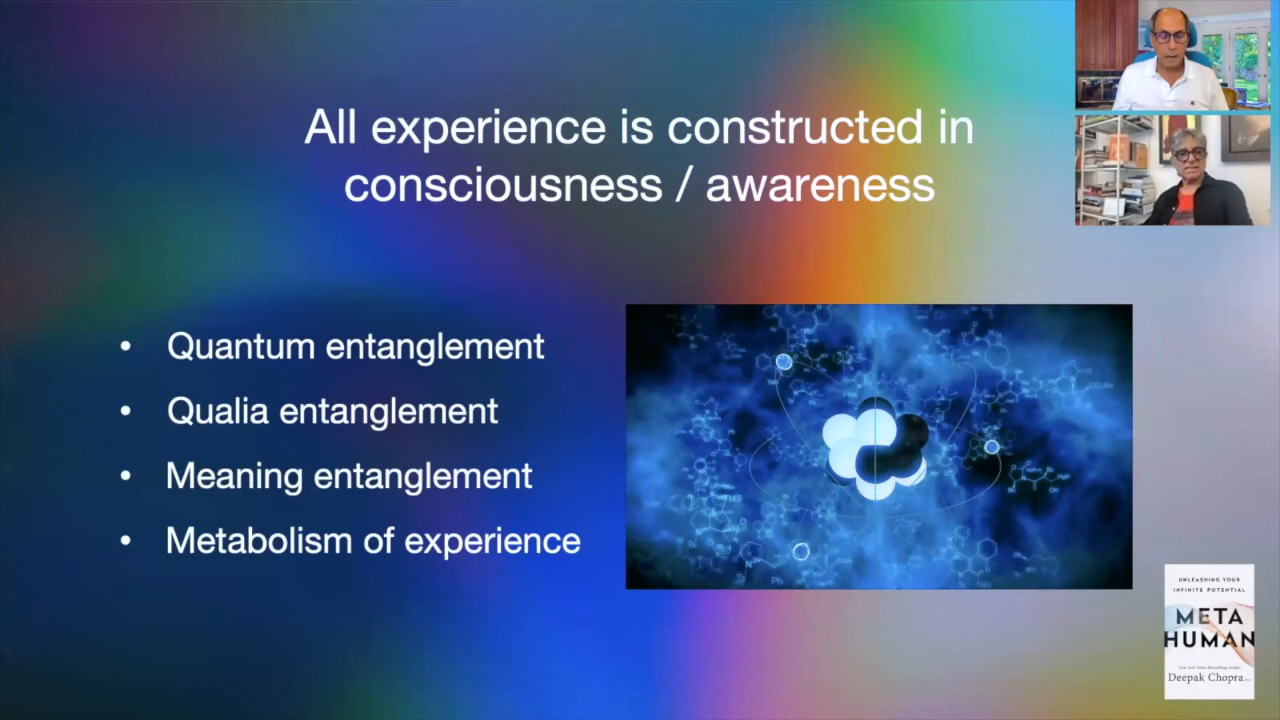 All experience is constructed in
consciousness / awareness
• Quantum entanglement
• Qualia entanglement
• Meaning entanglement
• Metabolism of experience
UNLEASHING YOUR
INFINITE POTENTIAL
META
HUMAN
Deepak Chopra